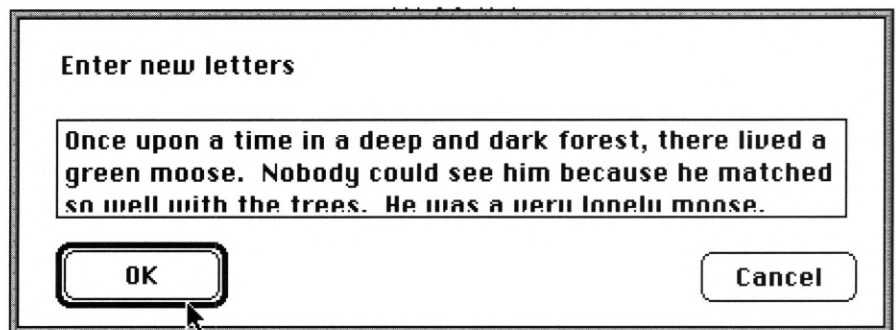 Enter new letters
Once upon a time in a deep and dark forest, there lived a
green moose.  Nobody could see him because he matched
so well with the trees.  He was a very lonely moose.
OK
Cancel